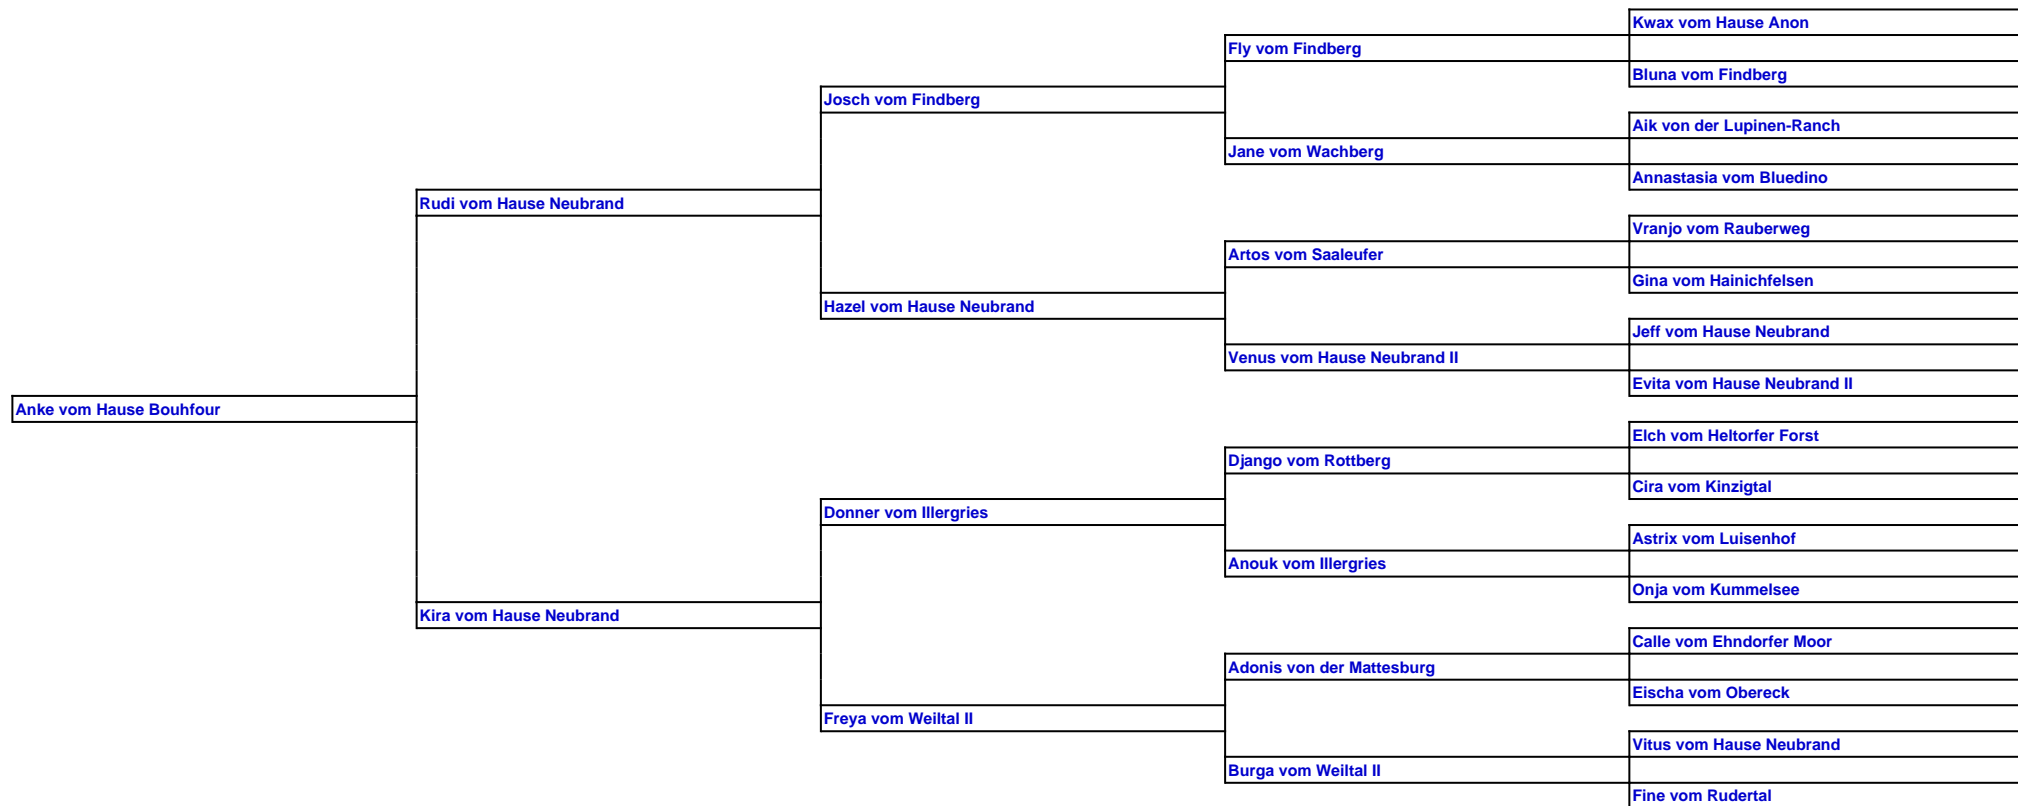 Kwax vom Hause Anon
Fly vom Findberg
Bluna vom Findberg
Josch vom Findberg
Aik von der Lupinen-Ranch
Jane vom Wachberg
Annastasia vom Bluedino
Rudi vom Hause Neubrand
Vranjo vom Rauberweg
Artos vom Saaleufer
Gina vom Hainichfelsen
Hazel vom Hause Neubrand
Jeff vom Hause Neubrand
Venus vom Hause Neubrand II
Evita vom Hause Neubrand II
Anke vom Hause Bouhfour
Elch vom Heltorfer Forst
Django vom Rottberg
Cira vom Kinzigtal
Donner vom Illergries
Astrix vom Luisenhof
Anouk vom Illergries
Onja vom Kummelsee
Kira vom Hause Neubrand
Calle vom Ehndorfer Moor
Adonis von der Mattesburg
Eischa vom Obereck
Freya vom Weiltal II
Vitus vom Hause Neubrand
Burga vom Weiltal II
Fine vom Rudertal